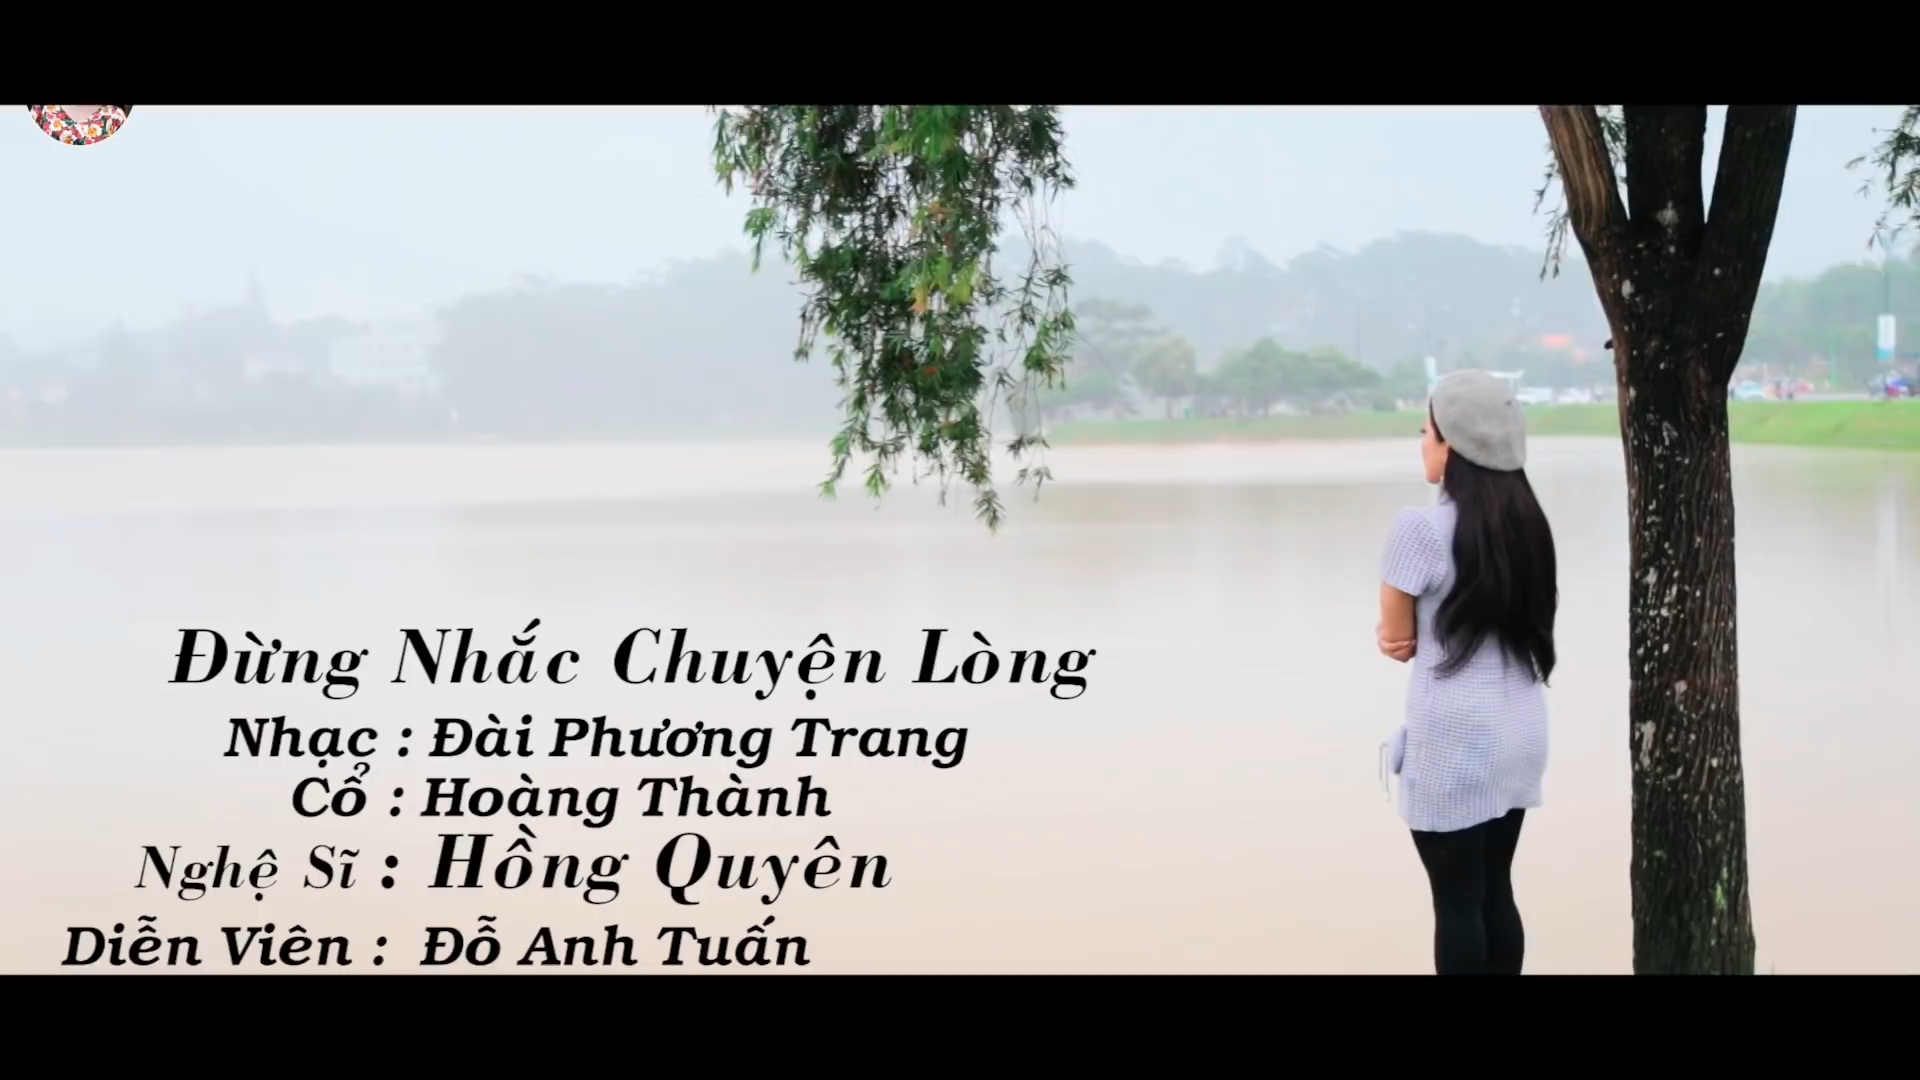 Đừng Nhắc Chuyện Lòng
Nhạc : Đài Phương Trang
Cổ : Hoàng Thành
Nghệ Sĩ : Hồng Quyên
Diễn Viên : Đỗ Anh Tuấn